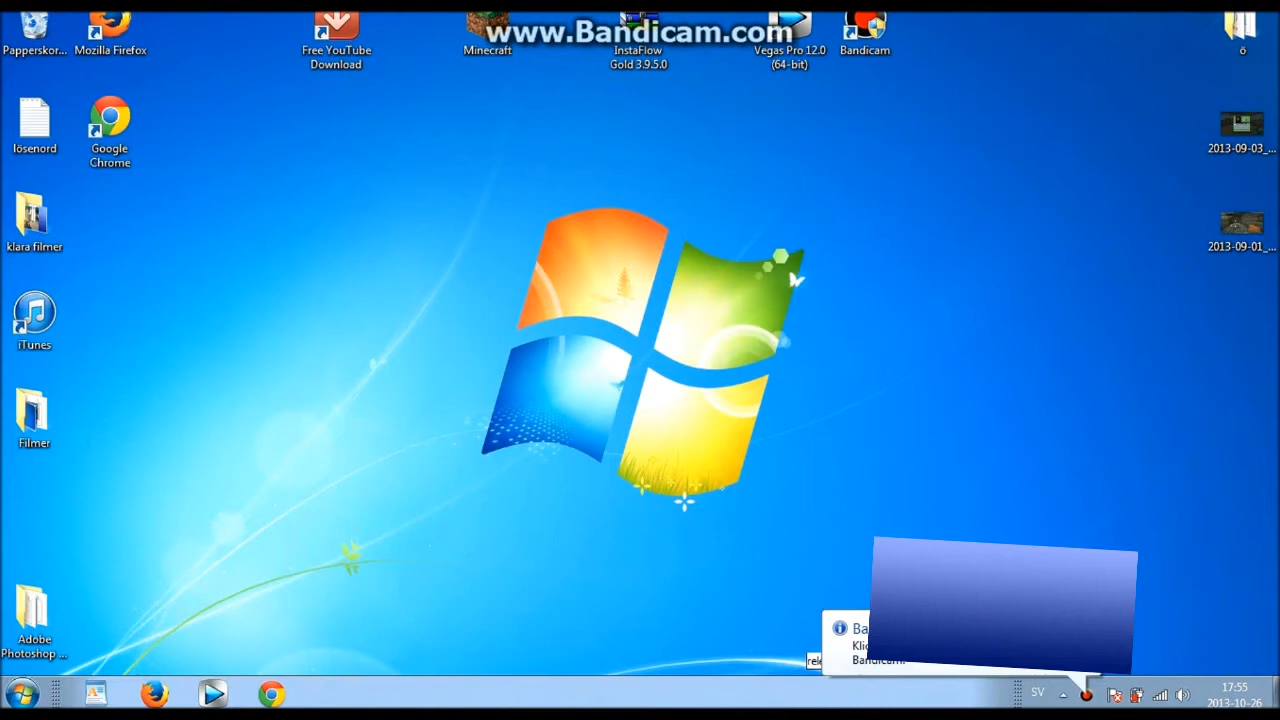 www.Bandicam.com
Papperskor...
Mozilla Firefox
Free YouTube
Download
Minecraft
InstaFlow
Gold 3.9.5.0
Vegas Pro 12.0
(64-bit)
Bandicam
ö
lösenord
Google
Chrome
2013-09-03_...
klara filmer
2013-09-01_...
iTunes
Filmer
Adobe
Photoshop ...
Bandicam.
SV
17:55
2013-10-26